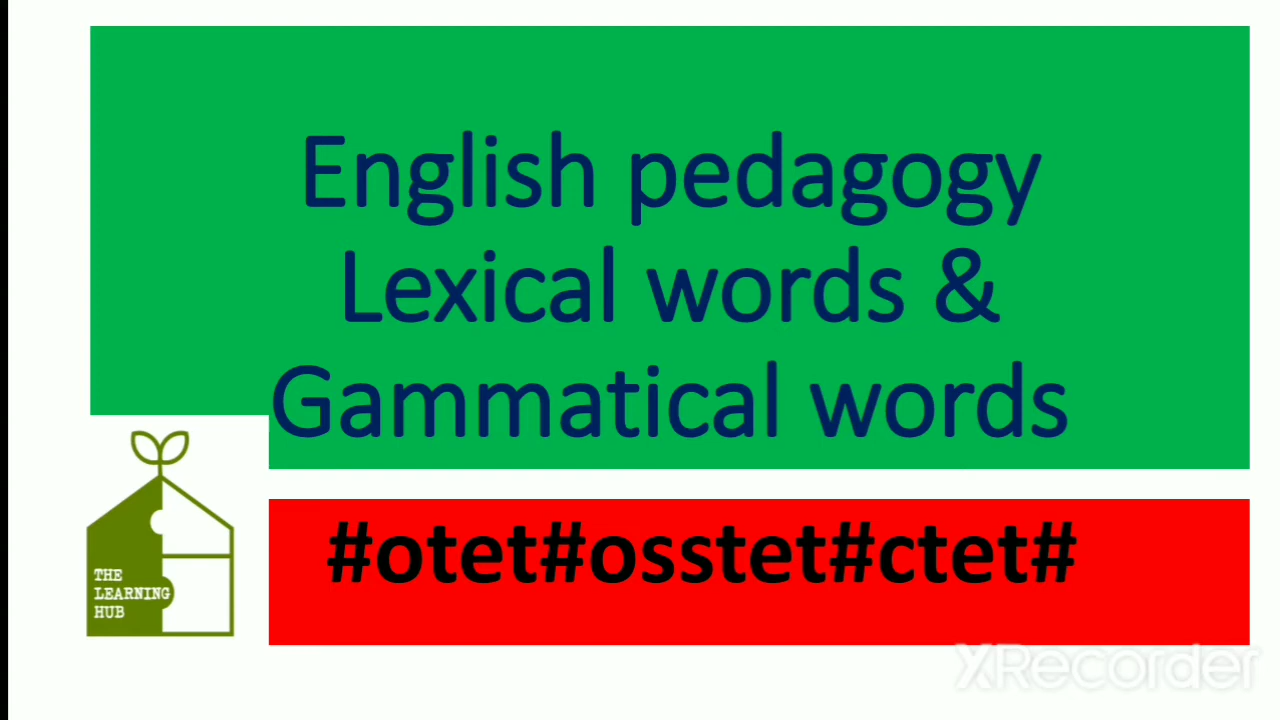 English pedagogy
Lexical words &
Gammatical words
#otet#osstet#ctet#
THE
LEARNING
HUB
XRecorder